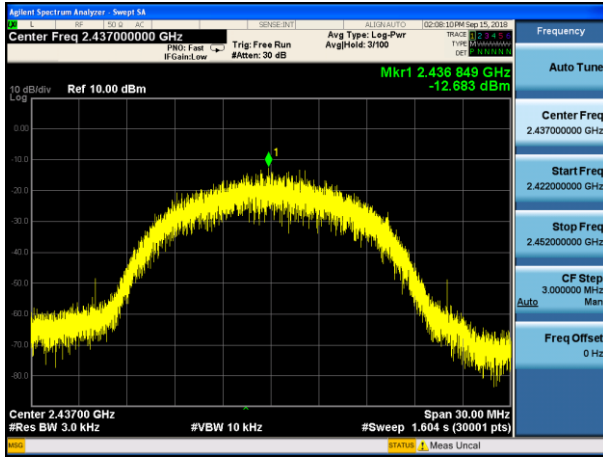 Agilent Spectrum Analyzer - Swept SA
L RF 50 Ω AC SENSE:INT ALIGN AUTO 02:08:10 PM Sep 15, 2018
Center Freq 2.437000000 GHz
PNO: Fast
IFGain:Low
Trig: Free Run
#Atten: 30 dB
Avg Type: Log-Pwr
Avg|Hold: 3/100
TRACE 1 2 3 4 5 6
TYPE M
DET P N N N N N
Mkr1 2.436 849 GHz
-12.683 dBm
10 dB/div Ref 10.00 dBm
Log
0.00
1
-10.0
-20.0
-30.0
-40.0
-50.0
-60.0
-70.0
-80.0
Center 2.43700 GHz Span 30.00 MHz
#Res BW 3.0 kHz #VBW 10 kHz #Sweep 1.604 s (30001 pts)
MSG STATUS Meas Uncal
Frequency
Auto Tune
Center Freq
2.437000000 GHz
Start Freq
2.422000000 GHz
Stop Freq
2.452000000 GHz
CF Step
3.000000 MHz
Auto Man
Freq Offset
0 Hz